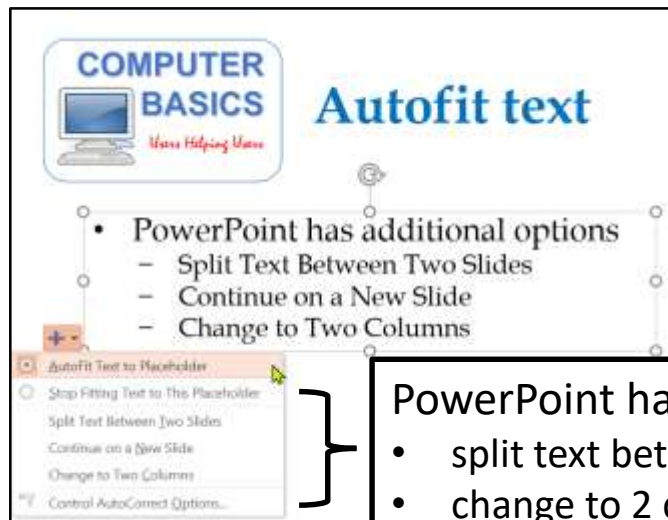 COMPUTER
BASICS
Users Helping Users
Autofit text
• PowerPoint has additional options
– Split Text Between Two Slides
– Continue on a New Slide
– Change to Two Columns
AutoFit Text to Placeholder
Stop Fitting Text to This Placeholder
Split Text Between Two Slides
Continue on a New Slide
Change to Two Columns
Control AutoCorrect Options...
PowerPoint ha
• split text bet
• change to 2